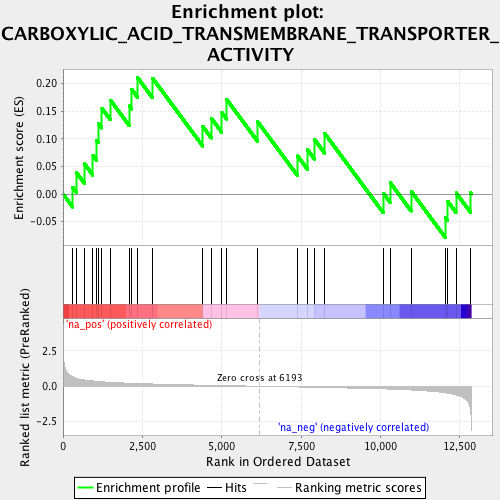 Enrichment plot:
CARBOXYLIC_ACID_TRANSMEMBRANE_TRANSPORTER_
ACTIVITY
Enrichment score (ES)
0.20
0.15
0.10
0.05
0.00
-0.05
'na_pos' (positively correlated)
Ranked list metric (PreRanked)
2.5
0.0
-2.5
Zero cross at 6193
'na_neg' (negatively correlated)
0
2,500
5,000
7,500
10,000
12,500
Rank in Ordered Dataset
Enrichment profile
Hits
Ranking metric scores